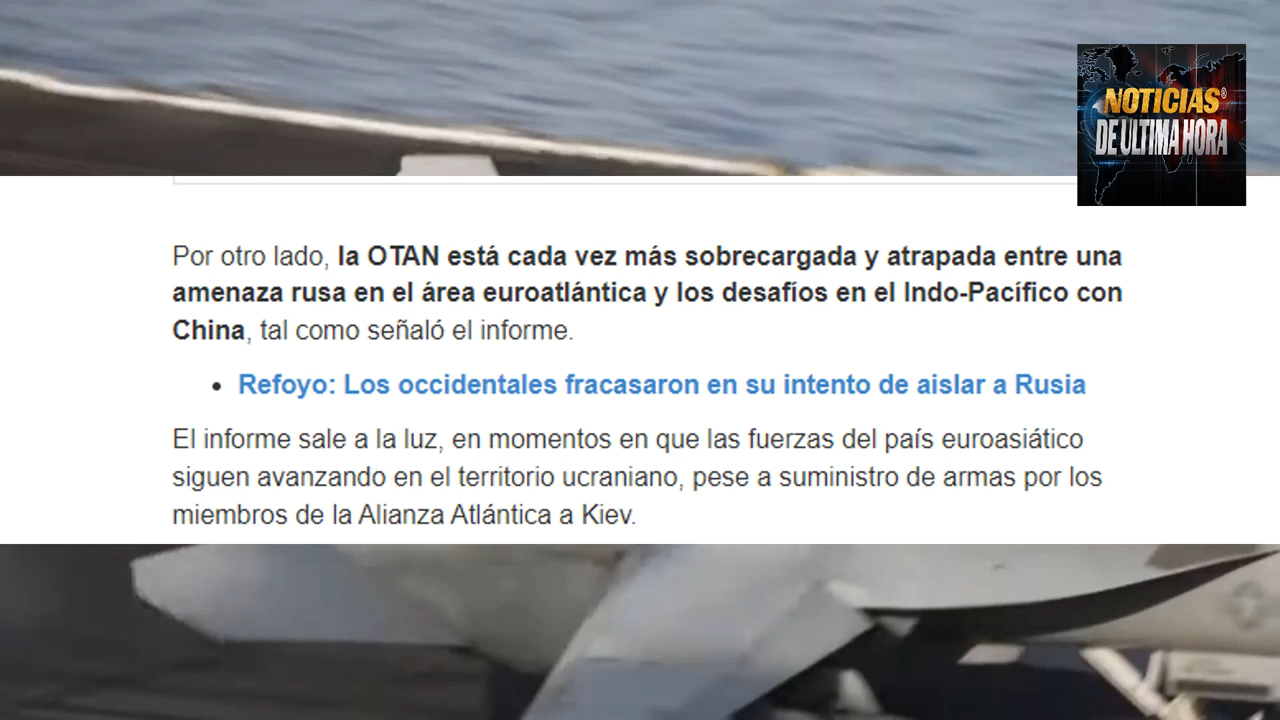 NOTICIAS®
DE ULTIMA HORA
Por otro lado, la OTAN está cada vez más sobrecargada y atrapada entre una
amenaza rusa en el área euroatlántica y los desafíos en el Indo-Pacífico con
China, tal como señaló el informe.
• Refoyo: Los occidentales fracasaron en su intento de aislar a Rusia
El informe sale a la luz, en momentos en que las fuerzas del país euroasiático
siguen avanzando en el territorio ucraniano, pese a suministro de armas por los
miembros de la Alianza Atlántica a Kiev.